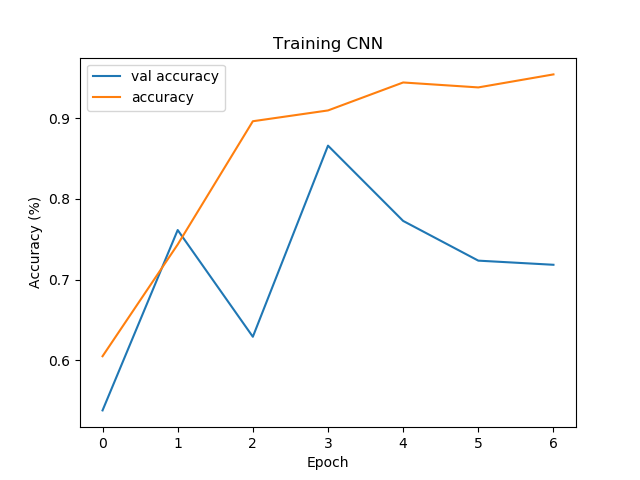 Training CNN
val accuracy
accuracy
Accuracy (%)
0.9
0.8
0.7
0.6
0 1 2 3 4 5 6
Epoch